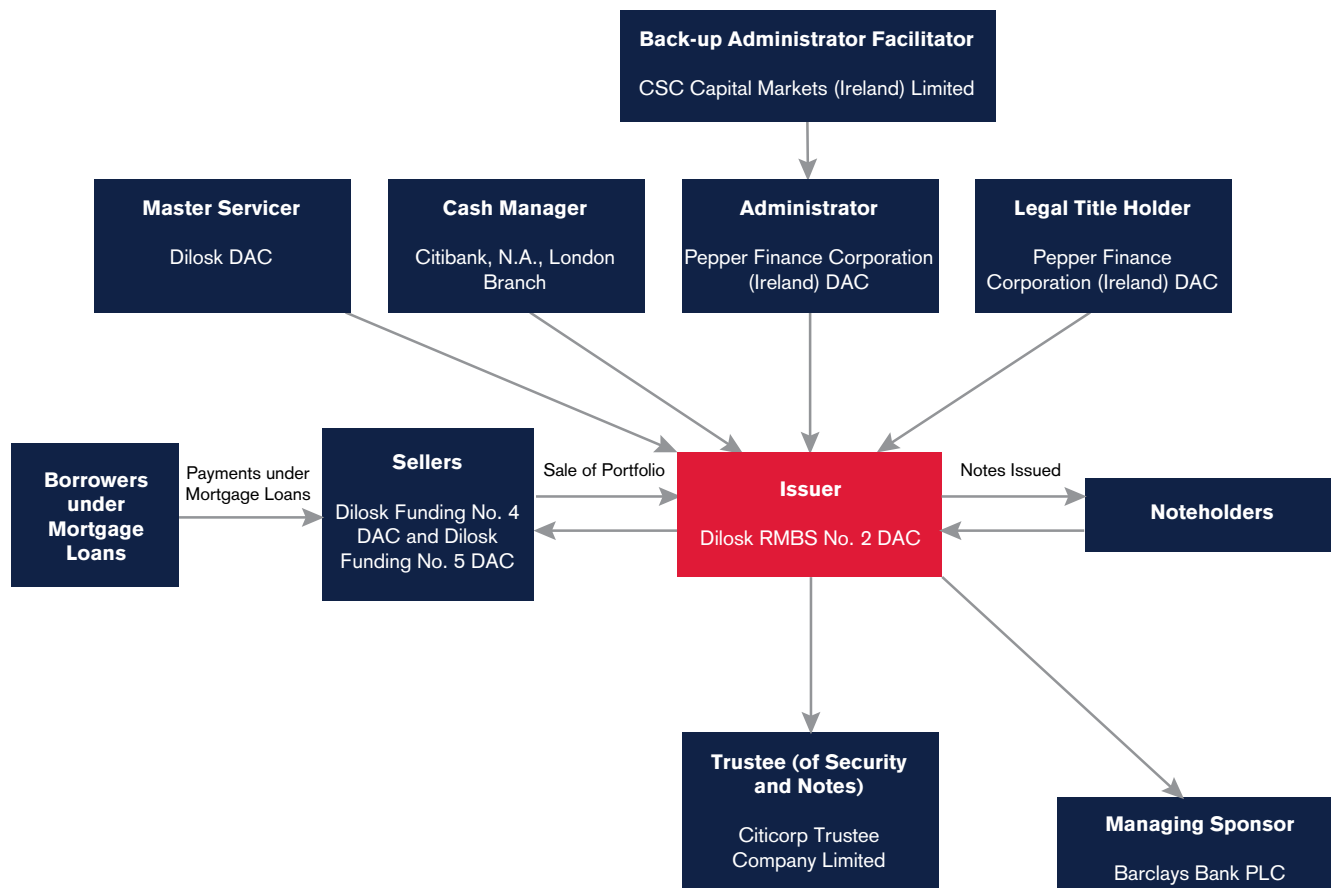 Back-up Administrator Facilitator
CSC Capital Markets (Ireland) Limited
Master Servicer
Dilosk DAC
Cash Manager
Citibank, N.A., London
Branch
Administrator
Pepper Finance Corporation
(Ireland) DAC
Legal Title Holder
Pepper Finance
Corporation (Ireland) DAC
Borrowers
under
Mortgage
Loans
Payments under
Mortgage Loans
Sellers
Dilosk Funding No. 4
DAC and Dilosk
Funding No. 5 DAC
Sale of Portfolio
Issuer
Dilosk RMBS No. 2 DAC
Notes Issued
Noteholders
Trustee (of Security
and Notes)
Citicorp Trustee
Company Limited
Managing Sponsor
Barclays Bank PLC